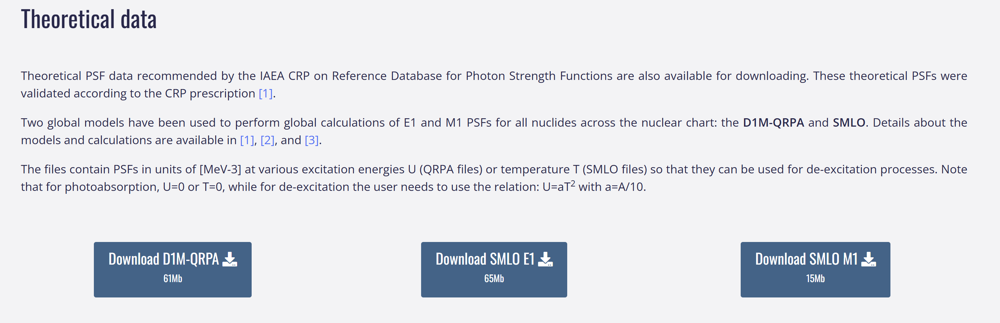 Theoretical data
Theoretical PSF data recommended by the IAEA CRP on Reference Database for Photon Strength Functions are also available for downloading. These theoretical PSFs were
validated according to the CRP prescription [1].
Two global models have been used to perform global calculations of E1 and M1 PSFs for all nuclides across the nuclear chart: the D1M-QRPA and SMLO. Details about the
models and calculations are available in [1], [2], and [3].
The files contain PSFs in units of [MeV-3] at various excitation energies U (QRPA files) or temperature T (SMLO files) so that they can be used for de-excitation processes. Note
that for photoabsorption, U=0 or T=0, while for de-excitation the user needs to use the relation: U=aT² with a=A/10.
Download D1M-QRPA
61Mb
Download SMLO E1
65Mb
Download SMLO M1
15Mb